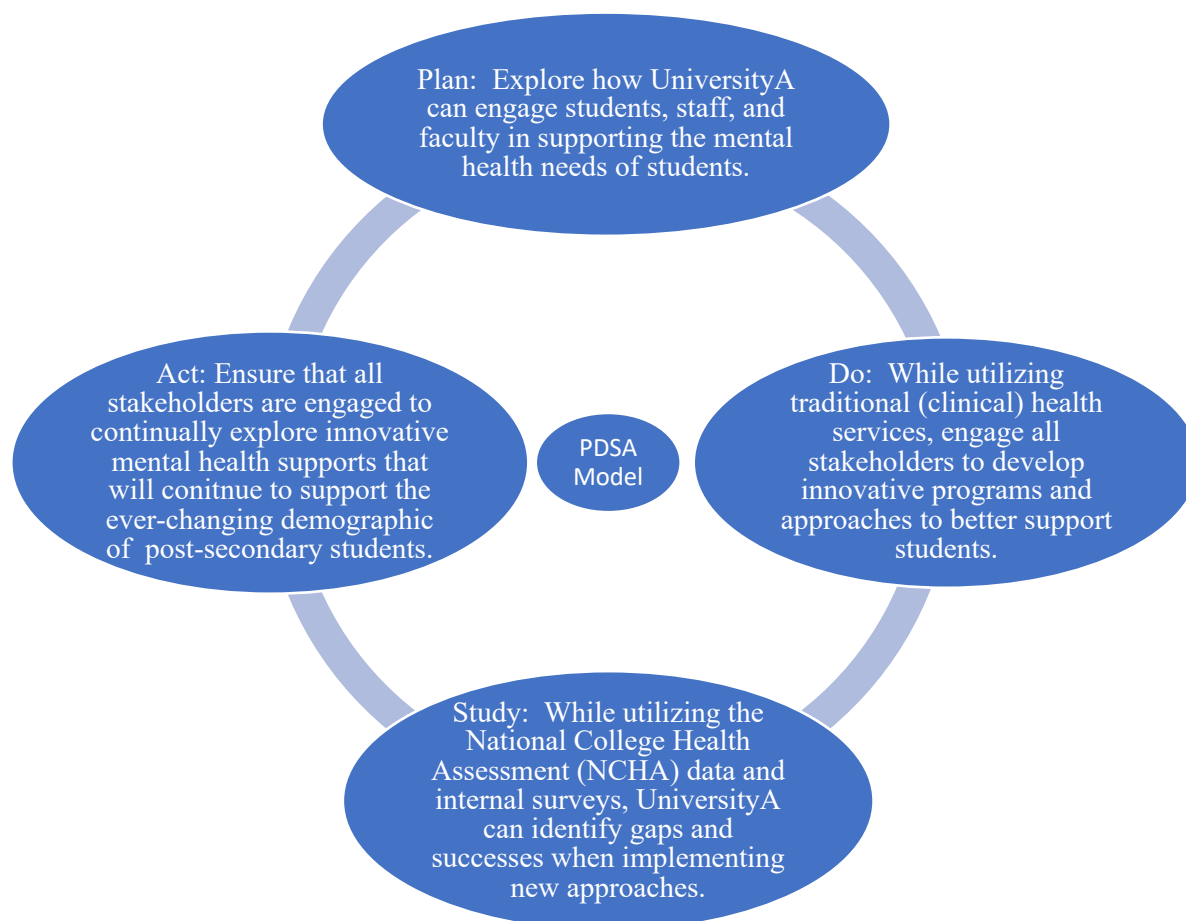 Plan:  Explore how UniversityA
can engage students, staff, and
faculty in supporting the mental
health needs of students.
Do:  While utilizing
traditional (clinical) health
services, engage all
stakeholders to develop
innovative programs and
approaches to better support
students.
Study:  While utilizing the
National College Health
Assessment (NCHA) data and
internal surveys, UniversityA
can identify gaps and
successes when implementing
new approaches.
Act: Ensure that all
stakeholders are engaged to
continually explore innovative
mental health supports that
will conitnue to support the
ever-changing demographic
of  post-secondary students.
PDSA
Model